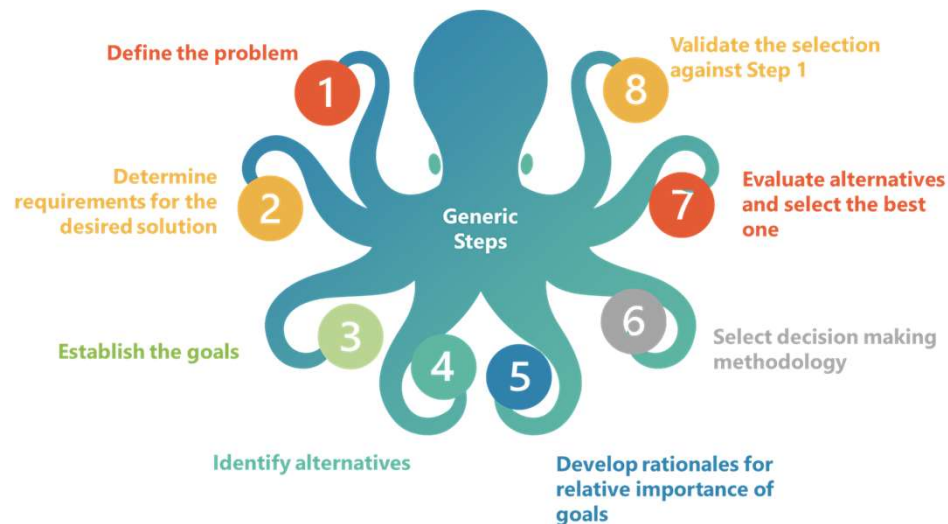 Define the problem
1
Determine
requirements for the
desired solution
2
Establish the goals
3
Identify alternatives
4
Generic
Steps
5
Develop rationales for
relative importance of
goals
6
Select decision making
methodology
7
Evaluate alternatives
and select the best
one
8
Validate the selection
against Step 1